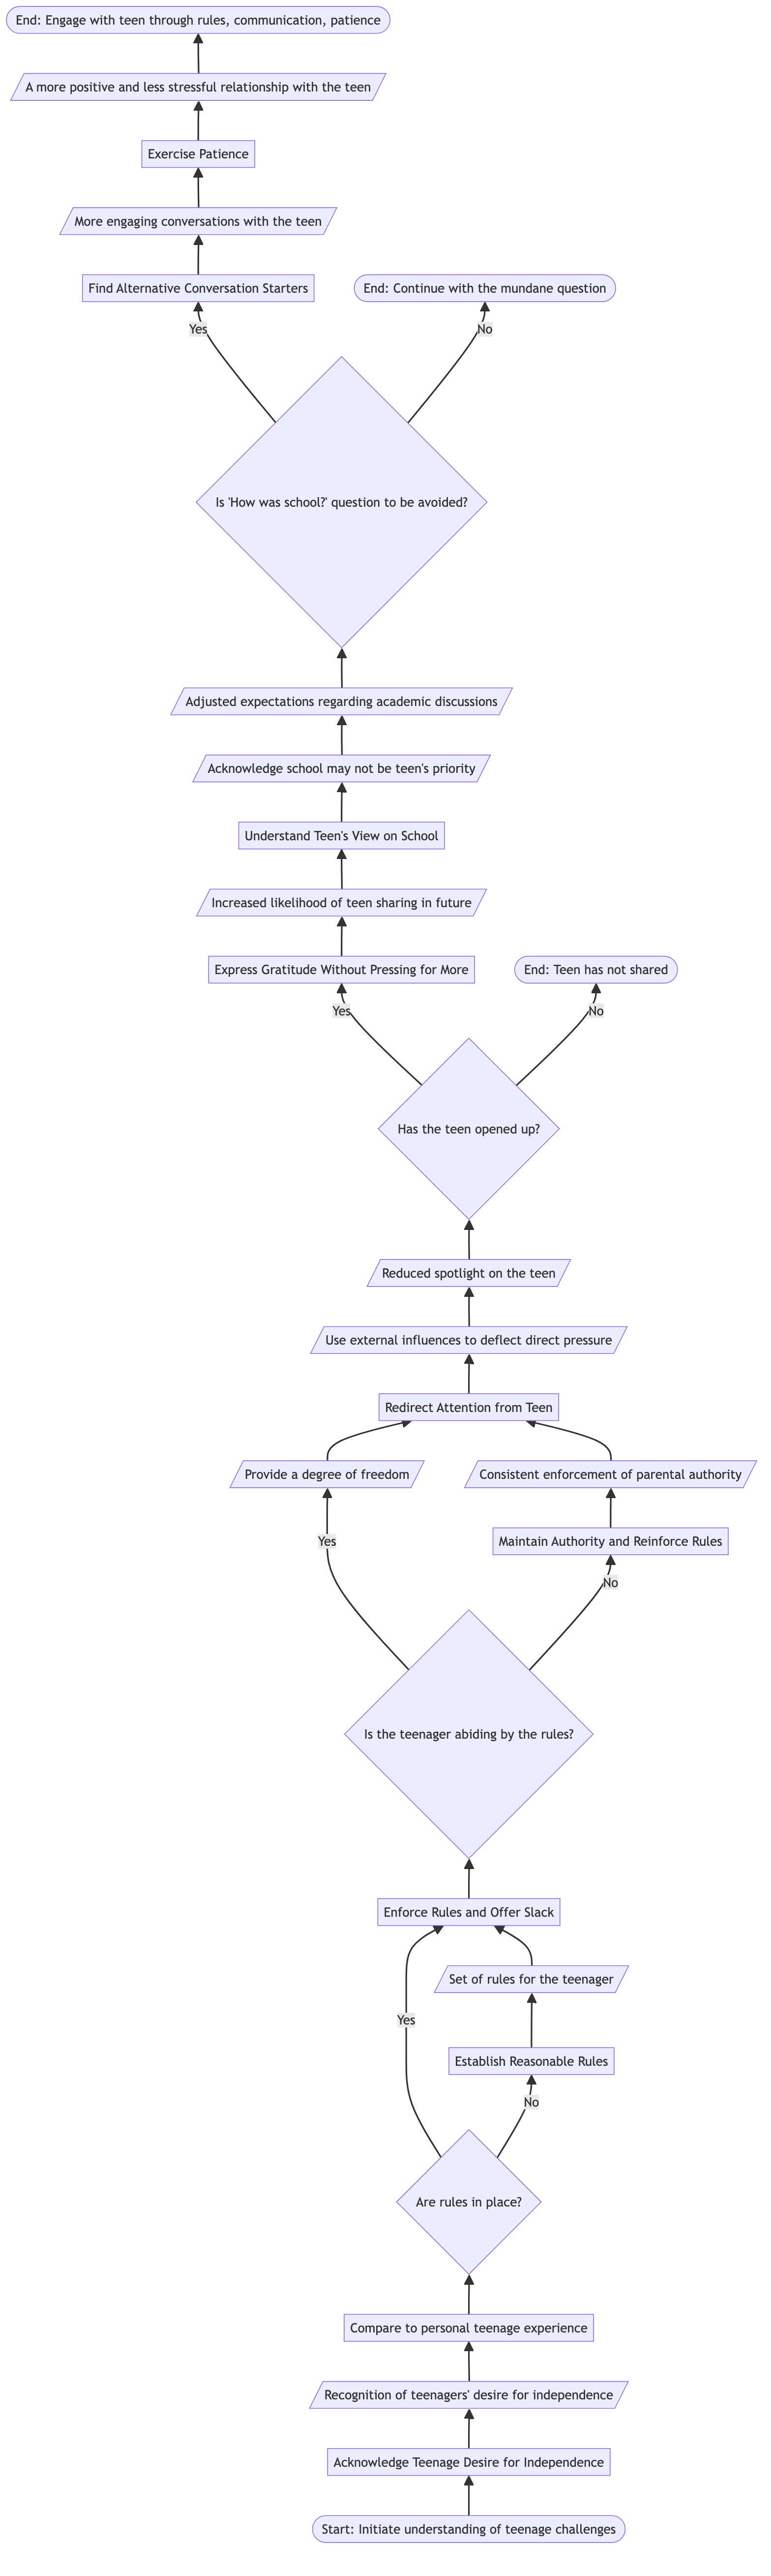 End: Engage with teen through rules, communication, patience
A more positive and less stressful relationship with the teen
Exercise Patience
More engaging conversations with the teen
Find Alternative Conversation Starters
End: Continue with the mundane question
Yes
No
Is 'How was school?' question to be avoided?
Adjusted expectations regarding academic discussions
Acknowledge school may not be teen's priority
Understand Teen's View on School
Increased likelihood of teen sharing in future
Express Gratitude Without Pressing for More
End: Teen has not shared
Yes
No
Has the teen opened up?
Reduced spotlight on the teen
Use external influences to deflect direct pressure
Redirect Attention from Teen
Provide a degree of freedom
Consistent enforcement of parental authority
Yes
Maintain Authority and Reinforce Rules
No
Is the teenager abiding by the rules?
Enforce Rules and Offer Slack
Set of rules for the teenager
Yes
Establish Reasonable Rules
No
Are rules in place?
Compare to personal teenage experience
Recognition of teenagers' desire for independence
Acknowledge Teenage Desire for Independence
Start: Initiate understanding of teenage challenges